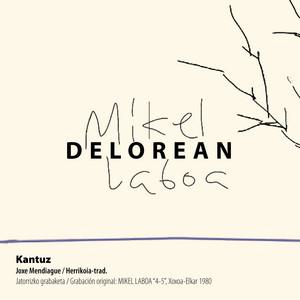 Mikel
DELOREAN
Laboa
Kantuz
Joxe Mendiague / Herrikoia-trad.
Jatorrizko grabaketa / Grabación original: MIKEL LABOA "4-5", Xoxoa-Elkar 1980